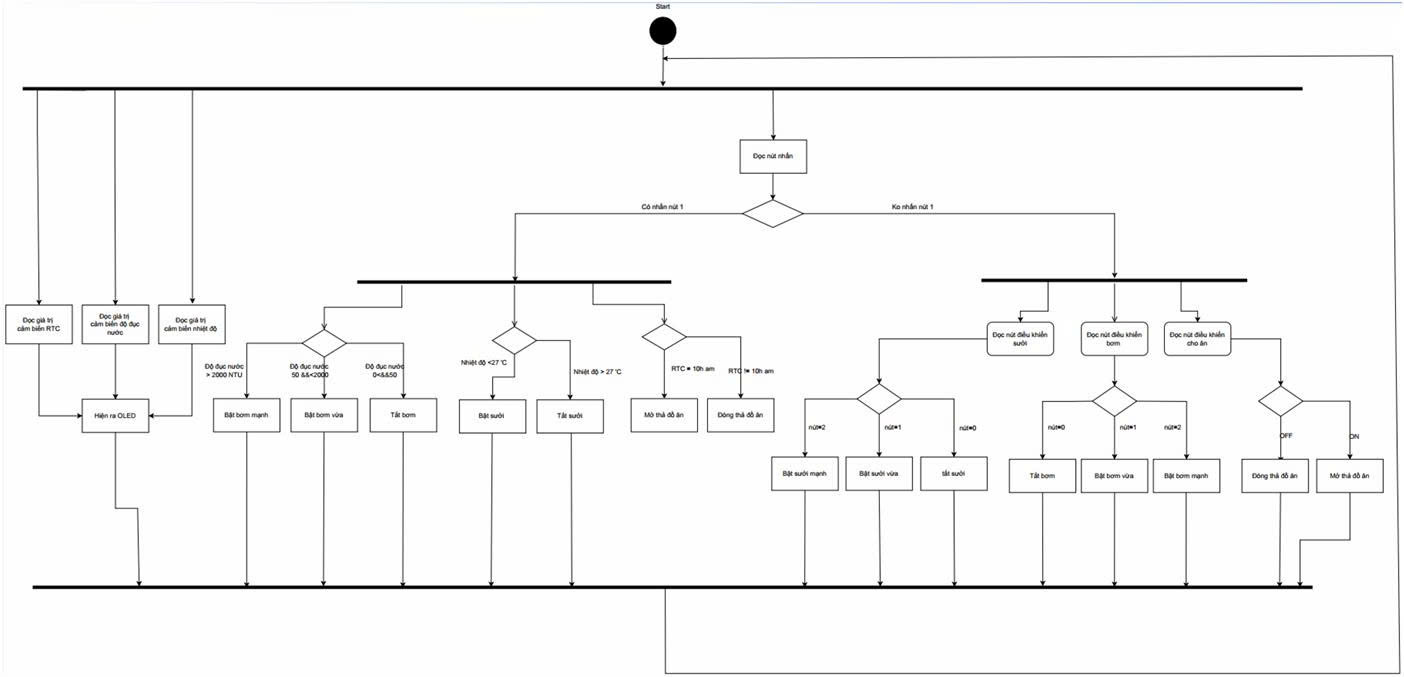 Start
Đọc nút nhấn
Có nhấn nút 1
Ko nhấn nút 1
Đọc giá trị
cảm biến RTC
Đọc giá trị
cảm biến độ đục
nước
Đọc giá trị
cảm biến nhiệt độ
Hiện ra OLED
Độ đục nước
> 2000 NTU
Độ đục nước
50 &&<2000
Độ đục nước
0<&&50
Bật bơm mạnh
Bật bơm vừa
Tắt bơm
Nhiệt độ <27 °C
Nhiệt độ > 27 °C
Bật sưởi
Tắt sưởi
RTC = 10h am
RTC != 10h am
Mở thả đồ ăn
Đóng thả đồ ăn
Đọc nút điều khiển
sưởi
Đọc nút điều khiển
bơm
Đọc nút điều khiển
cho ăn
nút=2
nút=1
nút=0
Bật sưởi mạnh
Bật sưởi vừa
tắt sưởi
nút=0
nút=1
nút=2
Tắt bơm
Bật bơm vừa
Bật bơm mạnh
OFF
ON
Đóng thả đồ ăn
Mở thả đồ ăn